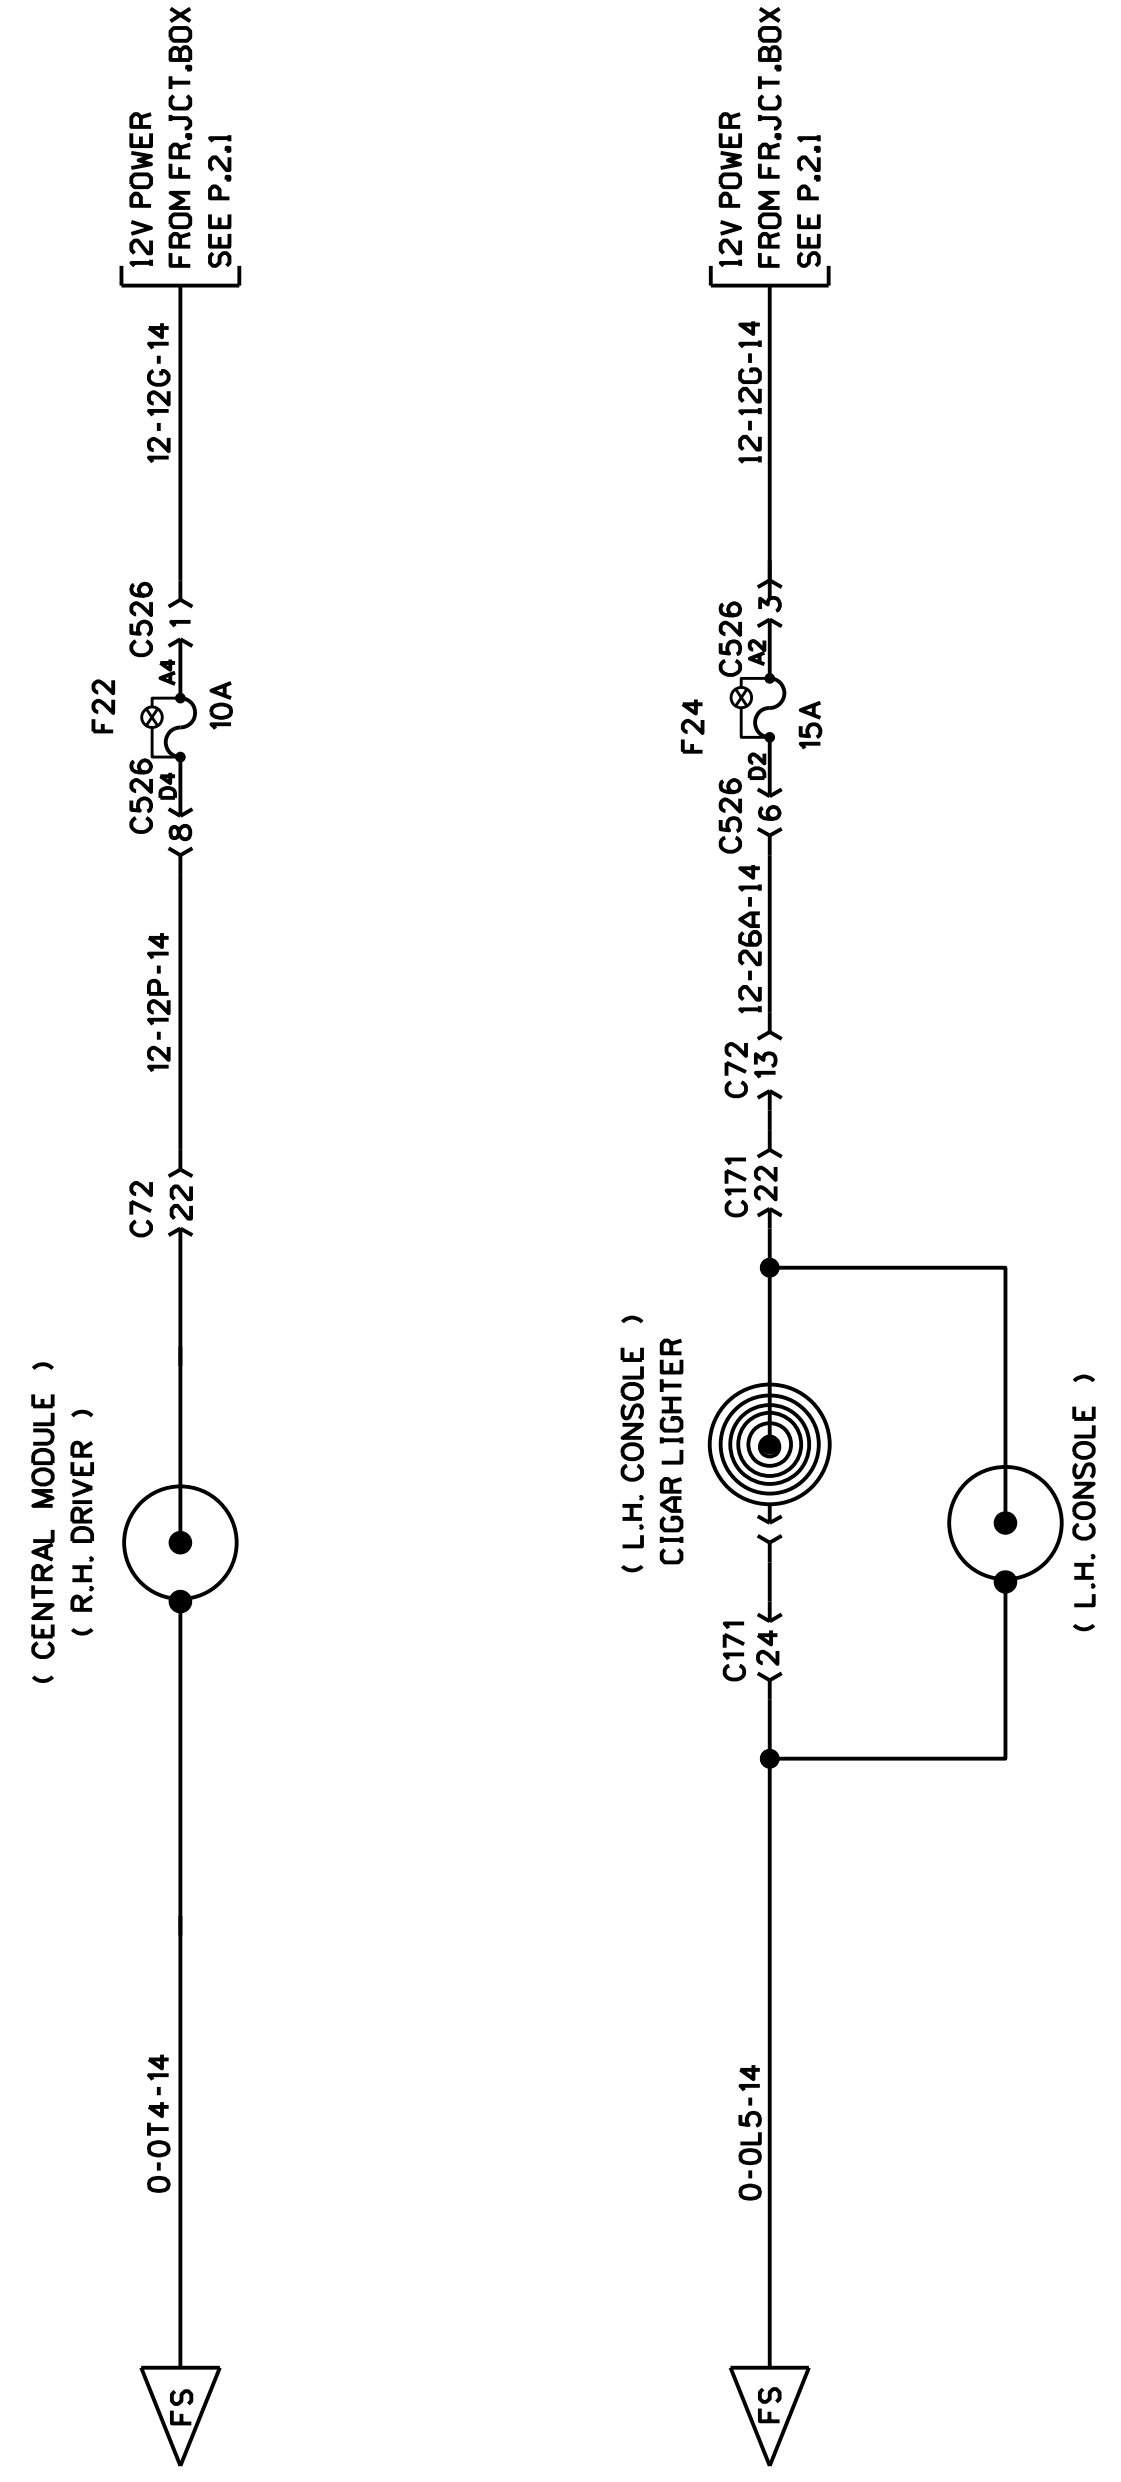 12V POWER
FROM FR.JCT.BOX
SEE P.2.1
12-12G-14
C526
1
A4
F22
10A
C526
D4
8
12-12P-14
C72
22
( CENTRAL MODULE )
( R.H. DRIVER )
0-0T4-14
FS
12V POWER
FROM FR.JCT.BOX
SEE P.2.1
12-12G-14
C526
3
A2
F24
15A
C526
D2
6
12-26A-14
C72
13
C171
22
( L.H. CONSOLE )
CIGAR LIGHTER
( L.H. CONSOLE )
C171
24
0-0L5-14
FS